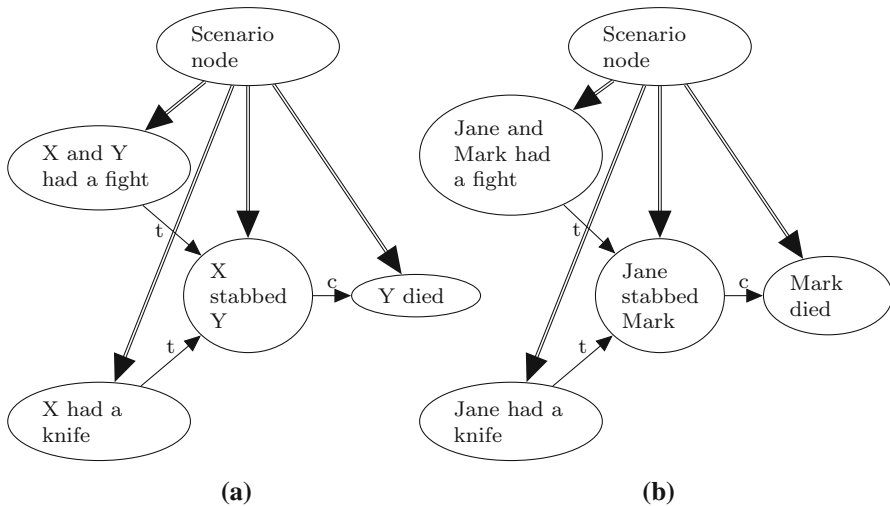 Scenario
node
X and Y
had a fight
t
X
stabbed
Y
c
Y died
t
X had a
knife
(a)
Scenario
node
Jane and
Mark had
a fight
t
Jane
stabbed
Mark
c
Mark
died
t
Jane had a
knife
(b)